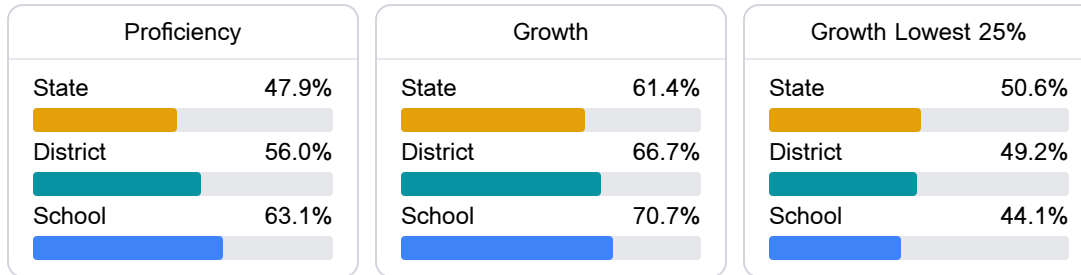 Proficiency
State 47.9%
District 56.0%
School 63.1%
Growth
State 61.4%
District 66.7%
School 70.7%
Growth Lowest 25%
State 50.6%
District 49.2%
School 44.1%